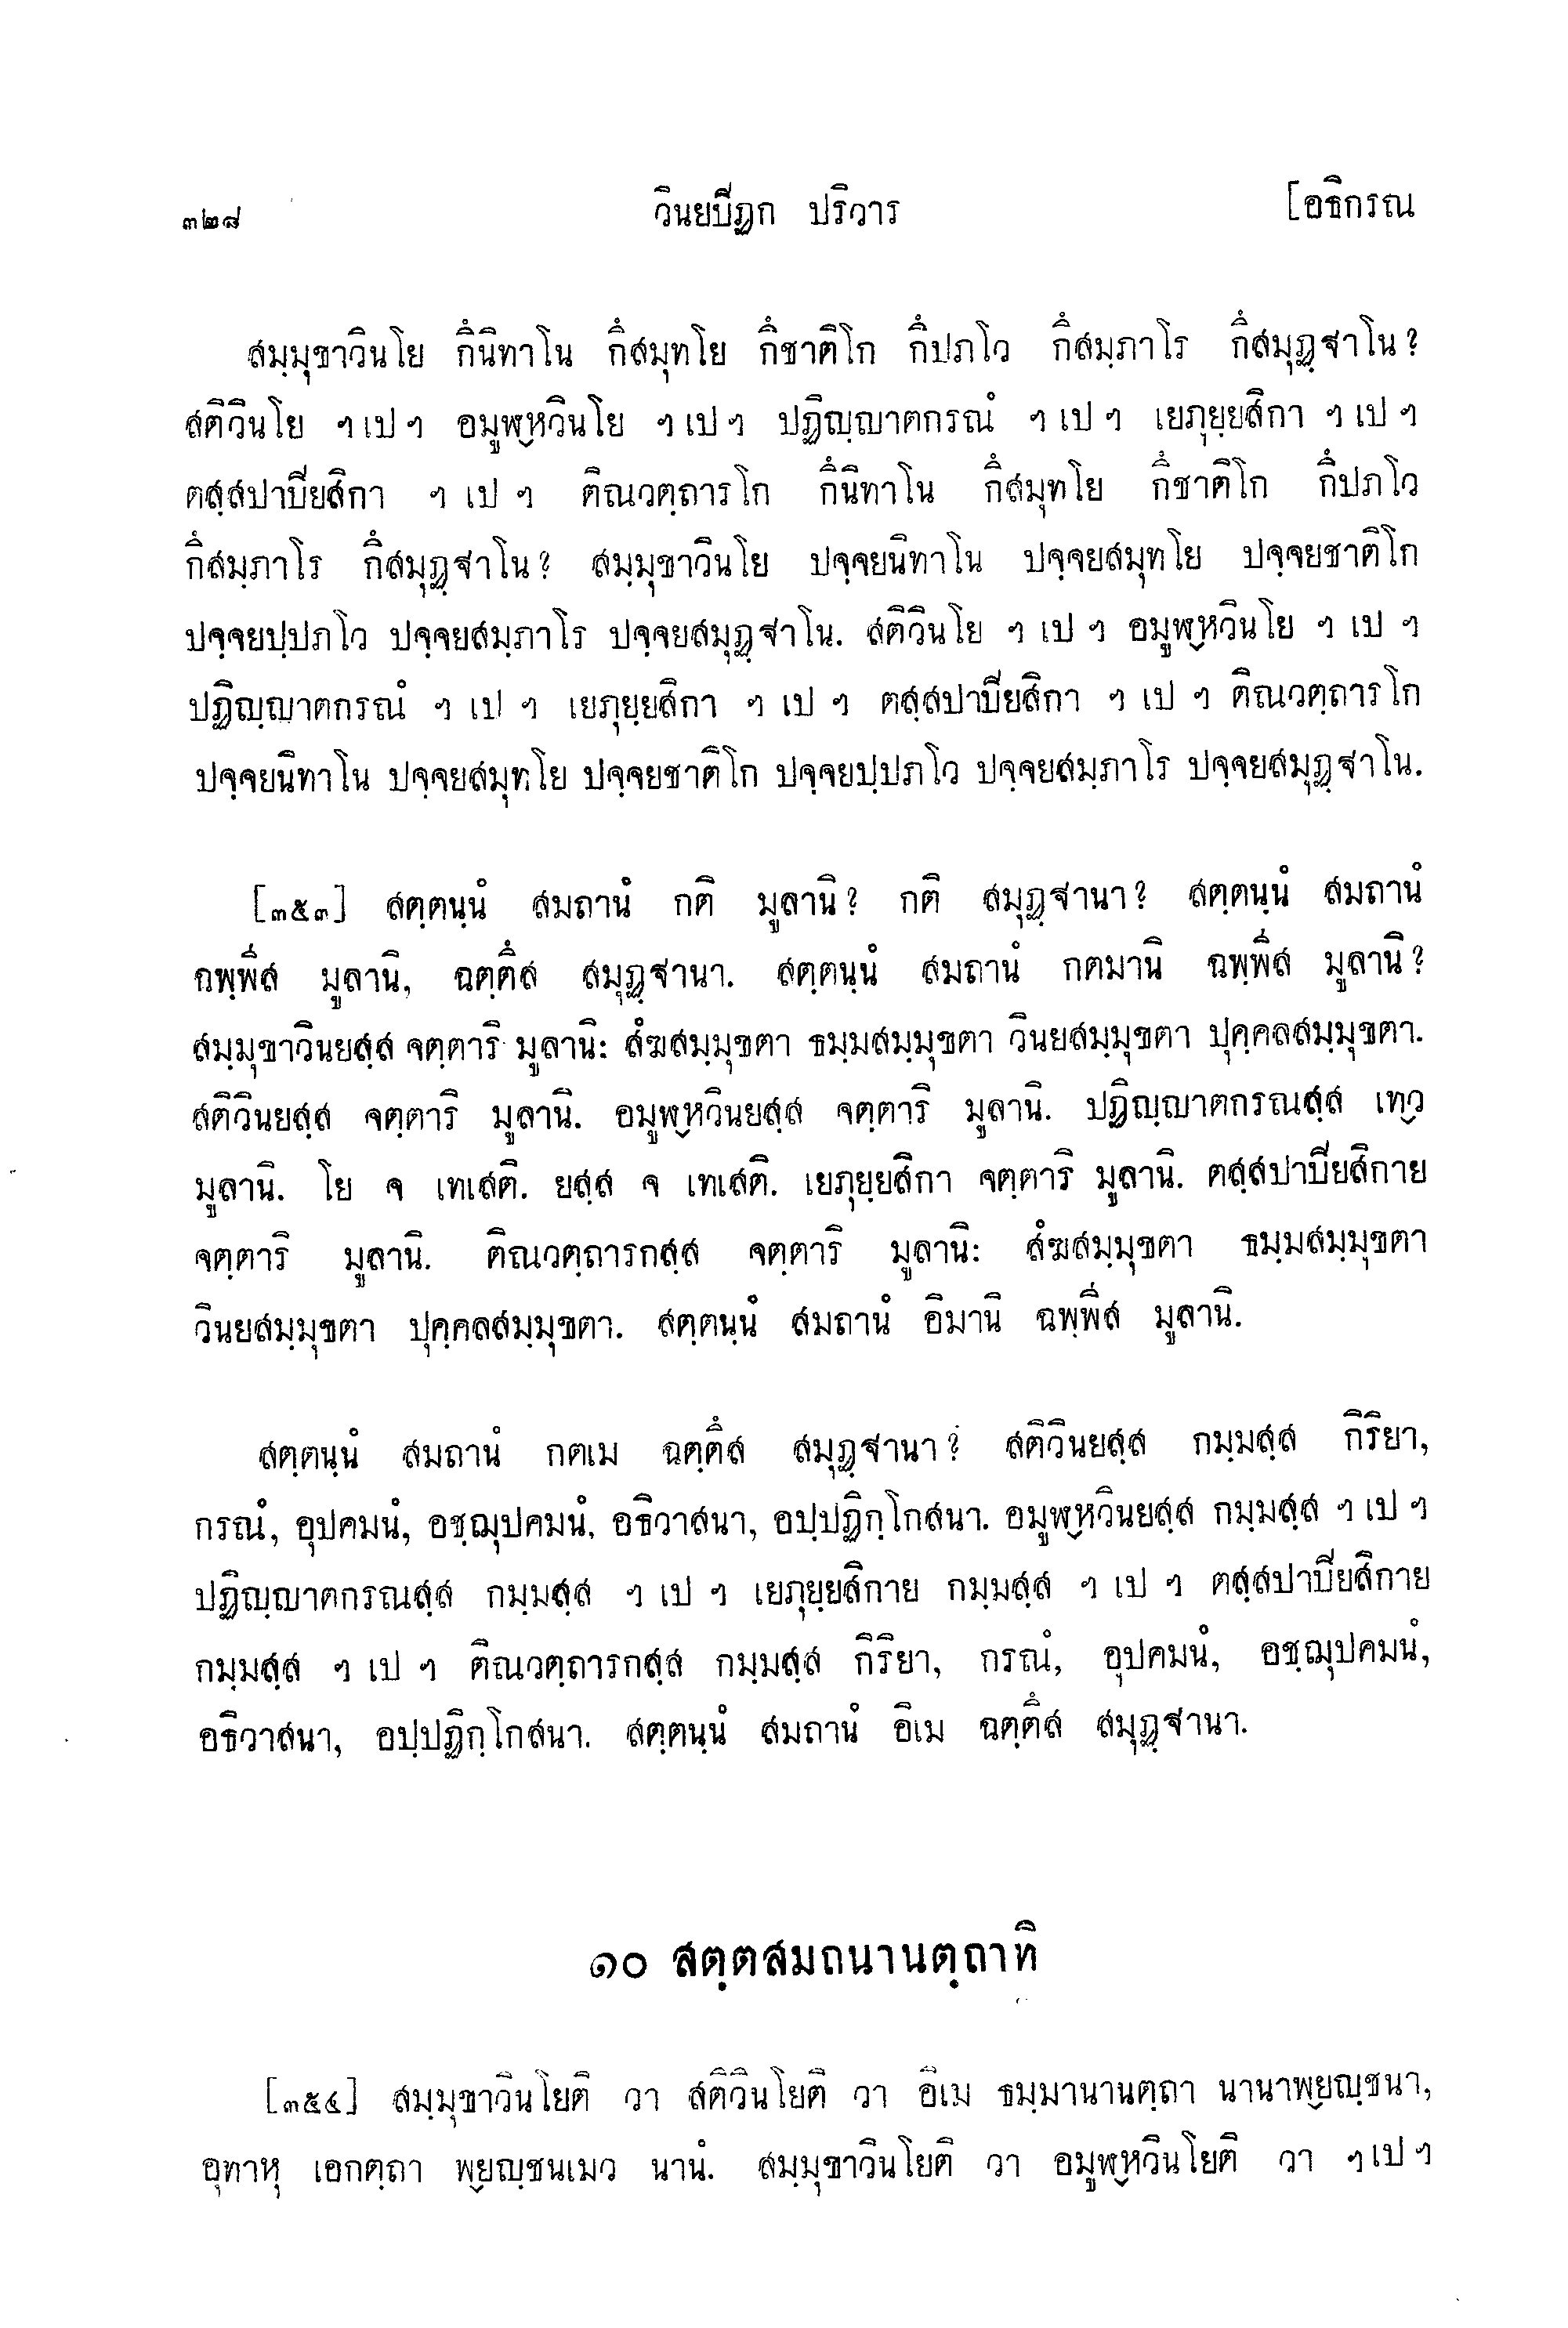 ๓๒๘ วินยปิฏก ปริวาร [อธิกรณ
สมฺมุขาวินโย กึนิทาโน กึสมุทโย กึชาติโก กึปภโว กึสมฺภาโร กึสมุฏฺฐาโน?
สติวินโย ฯ เป ฯ อมูฬฺหวินโย ฯ เป ฯ ปฏิญฺญาตกรณํ ฯ เป ฯ เยภุยฺยสิกา ฯ เป ฯ
ตสฺสปาปิยสิกา ฯ เป ฯ ติณวตฺถารโก กึนิทาโน กึสมุทโย กึชาติโก กึปภโว
กึสมฺภาโร กึสมุฏฺฐาโน? สมฺมุขาวินโย ปจฺจยนิทาโน ปจฺจยสมุทโย ปจฺจยชาติโก
ปจฺจยปฺปภโว ปจฺจยสมฺภาโร ปจฺจยสมุฏฺฐาโน. สติวินโย ฯ เป ฯ อมูฬฺหวินโย ฯ เป ฯ
ปฏิญฺญาตกรณํ ฯ เป ฯ เยภุยฺยสิกา ฯ เป ฯ ตสฺสปาปิยสิกา ฯ เป ฯ ติณวตฺถารโก
ปจฺจยนิทาโน ปจฺจยสมุทโย ปจฺจยชาติโก ปจฺจยปฺปภโว ปจฺจยสมฺภาโร ปจฺจยสมุฏฺฐาโน.
[๓๕๓] สตฺตนฺนํ สมถานํ กติ มูลานิ? กติ สมุฏฺฐานา? สตฺตนฺนํ สมถานํ
ฉพฺพีส มูลานิ, ฉตฺตึส สมุฏฺฐานา. สตฺตนฺนํ สมถานํ กตมานิ ฉพฺพีส มูลานิ?
สมฺมุขาวินยสฺส จตฺตาริ มูลานิ: สํฆสมฺมุขตา ธมฺมสมฺมุขตา วินยสมฺมุขตา ปุคฺคลสมฺมุขตา.
สติวินยสฺส จตฺตาริ มูลานิ. อมูฬฺหวินยสฺส จตฺตาริ มูลานิ. ปฏิญฺญาตกรณสฺส เทฺว
มูลานิ. โย จ เทเสติ. ยสฺส จ เทเสติ. เยภุยฺยสิกา จตฺตาริ มูลานิ. ตสฺสปาปิยสิกาย
จตฺตาริ มูลานิ. ติณวตฺถารกสฺส จตฺตาริ มูลานิ: สํฆสมฺมุขตา ธมฺมสมฺมุขตา
วินยสมฺมุขตา ปุคฺคลสมฺมุขตา. สตฺตนฺนํ สมถานํ อิมานิ ฉพฺพีส มูลานิ.
สตฺตนฺนํ สมถานํ กตเม ฉตฺตึส สมุฏฺฐานา? สติวินยสฺส กมฺมสฺส กิริยา,
กรณํ, อุปคมนํ, อชฺฌุปคมนํ, อธิวาสนา, อปฺปฏิกฺโกสนา. อมูฬฺหวินยสฺส กมฺมสฺส ฯ เป ฯ
ปฏิญฺญาตกรณสฺส กมฺมสฺส ฯ เป ฯ เยภุยฺยสิกาย กมฺมสฺส ฯ เป ฯ ตสฺสปาปิยสิกาย
กมฺมสฺส ฯ เป ฯ ติณวตฺถารกสฺส กมฺมสฺส กิริยา, กรณํ, อุปคมนํ, อชฺฌุปคมนํ,
อธิวาสนา, อปฺปฏิกฺโกสนา. สตฺตนฺนํ สมถานํ อิเม ฉตฺตึส สมุฏฺฐานา.
๑๐ สตฺตสมถนานตฺถาทิ
[๓๕๔] สมฺมุขาวินโยติ วา สติวินโยติ วา อิเม ธมฺมานานตฺถา นานาพฺยญฺชนา,
อุทาหุ เอกตฺถา พฺยญฺชนเมว นานํ. สมฺมุขาวินโยติ วา อมูฬฺหวินโยติ วา ฯ เป ฯ